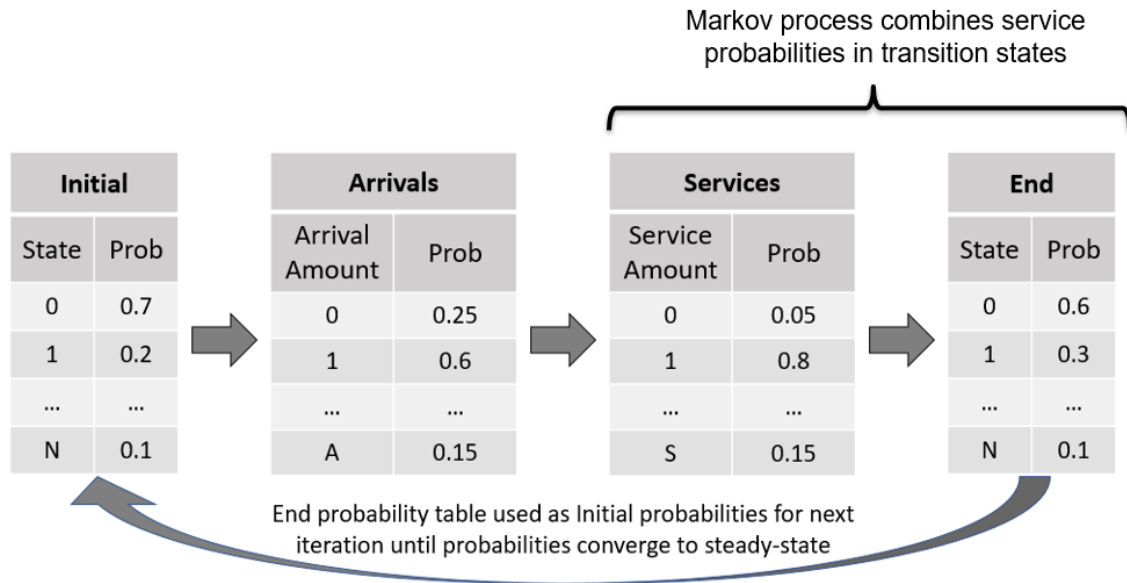 Markov process combines service
probabilities in transition states
Initial
State Prob
0 0.7
1 0.2
... ...
N 0.1
Arrivals
Arrival
Amount Prob
0 0.25
1 0.6
... ...
A 0.15
Services
Service
Amount Prob
0 0.05
1 0.8
... ...
S 0.15
End
State Prob
0 0.6
1 0.3
... ...
N 0.1
End probability table used as Initial probabilities for next
iteration until probabilities converge to steady-state